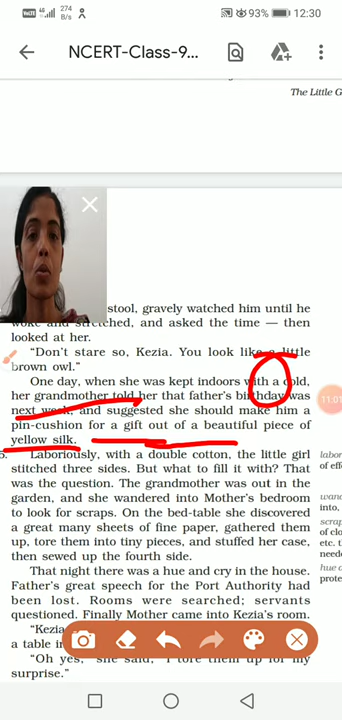 274
B/s
93%
12:30
NCERT-Class-9...
The Little G
stool, gravely watched him until he
woke and stretched, and asked the time — then
looked at her.
"Don't stare so, Kezia. You look like a little
brown owl."
One day, when she was kept indoors with a cold,
her grandmother told her that father's birthday was
next week, and suggested she should make him a
pin-cushion for a gift out of a beautiful piece of
yellow silk.
11:01
Laboriously, with a double cotton, the little girl
labor
stitched three sides. But what to fill it with? That
of eff
was the question. The grandmother was out in the
garden, and she wandered into Mother's bedroom
wand
to look for scraps. On the bed-table she discovered
into,
a great many sheets of fine paper, gathered them
scrap
up, tore them into tiny pieces, and stuffed her case,
of clo
etc. t
then sewed up the fourth side.
neede
That night there was a hue and cry in the house.
hue a
Father's great speech for the Port Authority had
prote
been lost. Rooms were searched; servants
questioned. Finally Mother came into Kezia's room.
"Kezia
a table in
"Oh yes," she said, "I tore them up for my
surprise."